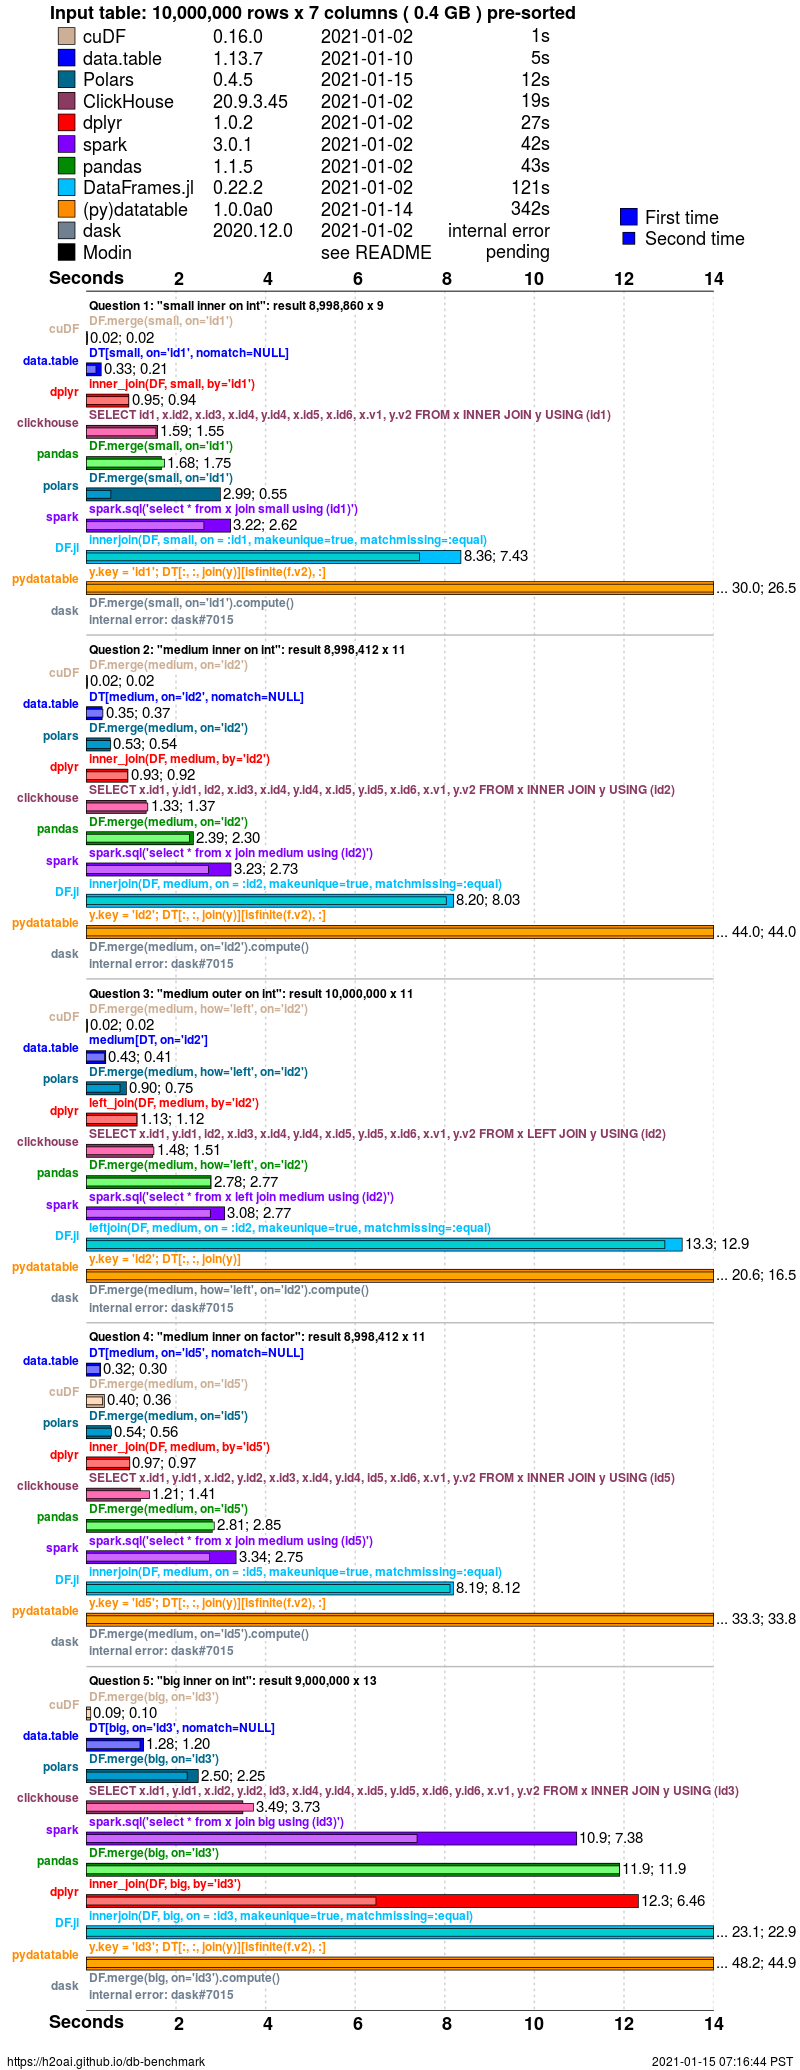 Input table: 10,000,000 rows x 7 columns ( 0.4 GB ) pre-sorted
cuDF 0.16.0 2021-01-02 1s
data.table 1.13.7 2021-01-10 5s
Polars 0.4.5 2021-01-15 12s
ClickHouse 20.9.3.45 2021-01-02 19s
dplyr 1.0.2 2021-01-02 27s
spark 3.0.1 2021-01-02 42s
pandas 1.1.5 2021-01-02 43s
DataFrames.jl 0.22.2 2021-01-02 121s
(py)datatable 1.0.0a0 2021-01-14 342s
dask 2020.12.0 2021-01-02 internal error
Modin see README pending
First time
Second time
Seconds 2 4 6 8 10 12 14
Question 1: "small inner on int": result 8,998,860 x 9
DF.merge(small, on='id1')
cuDF 0.02; 0.02
DT[small, on='id1', nomatch=NULL]
data.table 0.33; 0.21
inner_join(DF, small, by='id1')
dplyr 0.95; 0.94
SELECT id1, x.id2, x.id3, x.id4, y.id4, x.id5, x.id6, x.v1, y.v2 FROM x INNER JOIN y USING (id1)
clickhouse 1.59; 1.55
DF.merge(small, on='id1')
pandas 1.68; 1.75
DF.merge(small, on='id1')
polars 2.99; 0.55
spark.sql('select * from x join small using (id1)')
spark 3.22; 2.62
innerjoin(DF, small, on = :id1, makeunique=true, matchmissing=:equal)
DF.jl 8.36; 7.43
y.key = 'id1'; DT[:, :, join(y)][isfinite(f.v2), :]
pydatatable ... 30.0; 26.5
DF.merge(small, on='id1').compute()
dask internal error: dask#7015
Question 2: "medium inner on int": result 8,998,412 x 11
DF.merge(medium, on='id2')
cuDF 0.02; 0.02
DT[medium, on='id2', nomatch=NULL]
data.table 0.35; 0.37
DF.merge(medium, on='id2')
polars 0.53; 0.54
inner_join(DF, medium, by='id2')
dplyr 0.93; 0.92
SELECT x.id1, y.id1, id2, x.id3, x.id4, y.id4, x.id5, y.id5, x.id6, x.v1, y.v2 FROM x INNER JOIN y USING (id2)
clickhouse 1.33; 1.37
DF.merge(medium, on='id2')
pandas 2.39; 2.30
spark.sql('select * from x join medium using (id2)')
spark 3.23; 2.73
innerjoin(DF, medium, on = :id2, makeunique=true, matchmissing=:equal)
DF.jl 8.20; 8.03
y.key = 'id2'; DT[:, :, join(y)][isfinite(f.v2), :]
pydatatable ... 44.0; 44.0
DF.merge(medium, on='id2').compute()
dask internal error: dask#7015
Question 3: "medium outer on int": result 10,000,000 x 11
DF.merge(medium, how='left', on='id2')
cuDF 0.02; 0.02
medium[DT, on='id2']
data.table 0.43; 0.41
DF.merge(medium, how='left', on='id2')
polars 0.90; 0.75
left_join(DF, medium, by='id2')
dplyr 1.13; 1.12
SELECT x.id1, y.id1, id2, x.id3, x.id4, y.id4, x.id5, y.id5, x.id6, x.v1, y.v2 FROM x LEFT JOIN y USING (id2)
clickhouse 1.48; 1.51
DF.merge(medium, how='left', on='id2')
pandas 2.78; 2.77
spark.sql('select * from x left join medium using (id2)')
spark 3.08; 2.77
leftjoin(DF, medium, on = :id2, makeunique=true, matchmissing=:equal)
DF.jl 13.3; 12.9
y.key = 'id2'; DT[:, :, join(y)]
pydatatable ... 20.6; 16.5
DF.merge(medium, how='left', on='id2').compute()
dask internal error: dask#7015
Question 4: "medium inner on factor": result 8,998,412 x 11
DT[medium, on='id5', nomatch=NULL]
data.table 0.32; 0.30
DF.merge(medium, on='id5')
cuDF 0.40; 0.36
DF.merge(medium, on='id5')
polars 0.54; 0.56
inner_join(DF, medium, by='id5')
dplyr 0.97; 0.97
SELECT x.id1, y.id1, x.id2, y.id2, x.id3, x.id4, y.id4, id5, x.id6, x.v1, y.v2 FROM x INNER JOIN y USING (id5)
clickhouse 1.21; 1.41
DF.merge(medium, on='id5')
pandas 2.81; 2.85
spark.sql('select * from x join medium using (id5)')
spark 3.34; 2.75
innerjoin(DF, medium, on = :id5, makeunique=true, matchmissing=:equal)
DF.jl 8.19; 8.12
y.key = 'id5'; DT[:, :, join(y)][isfinite(f.v2), :]
pydatatable ... 33.3; 33.8
DF.merge(medium, on='id5').compute()
dask internal error: dask#7015
Question 5: "big inner on int": result 9,000,000 x 13
DF.merge(big, on='id3')
cuDF 0.09; 0.10
DT[big, on='id3', nomatch=NULL]
data.table 1.28; 1.20
DF.merge(big, on='id3')
polars 2.50; 2.25
SELECT x.id1, y.id1, x.id2, y.id2, id3, x.id4, y.id4, x.id5, y.id5, x.id6, y.id6, x.v1, y.v2 FROM x INNER JOIN y USING (id3)
clickhouse 3.49; 3.73
spark.sql('select * from x join big using (id3)')
spark 10.9; 7.38
DF.merge(big, on='id3')
pandas 11.9; 11.9
inner_join(DF, big, by='id3')
dplyr 12.3; 6.46
innerjoin(DF, big, on = :id3, makeunique=true, matchmissing=:equal)
DF.jl ... 23.1; 22.9
y.key = 'id3'; DT[:, :, join(y)][isfinite(f.v2), :]
pydatatable ... 48.2; 44.9
DF.merge(big, on='id3').compute()
dask internal error: dask#7015
Seconds 2 4 6 8 10 12 14
https://h2oai.github.io/db-benchmark 2021-01-15 07:16:44 PST